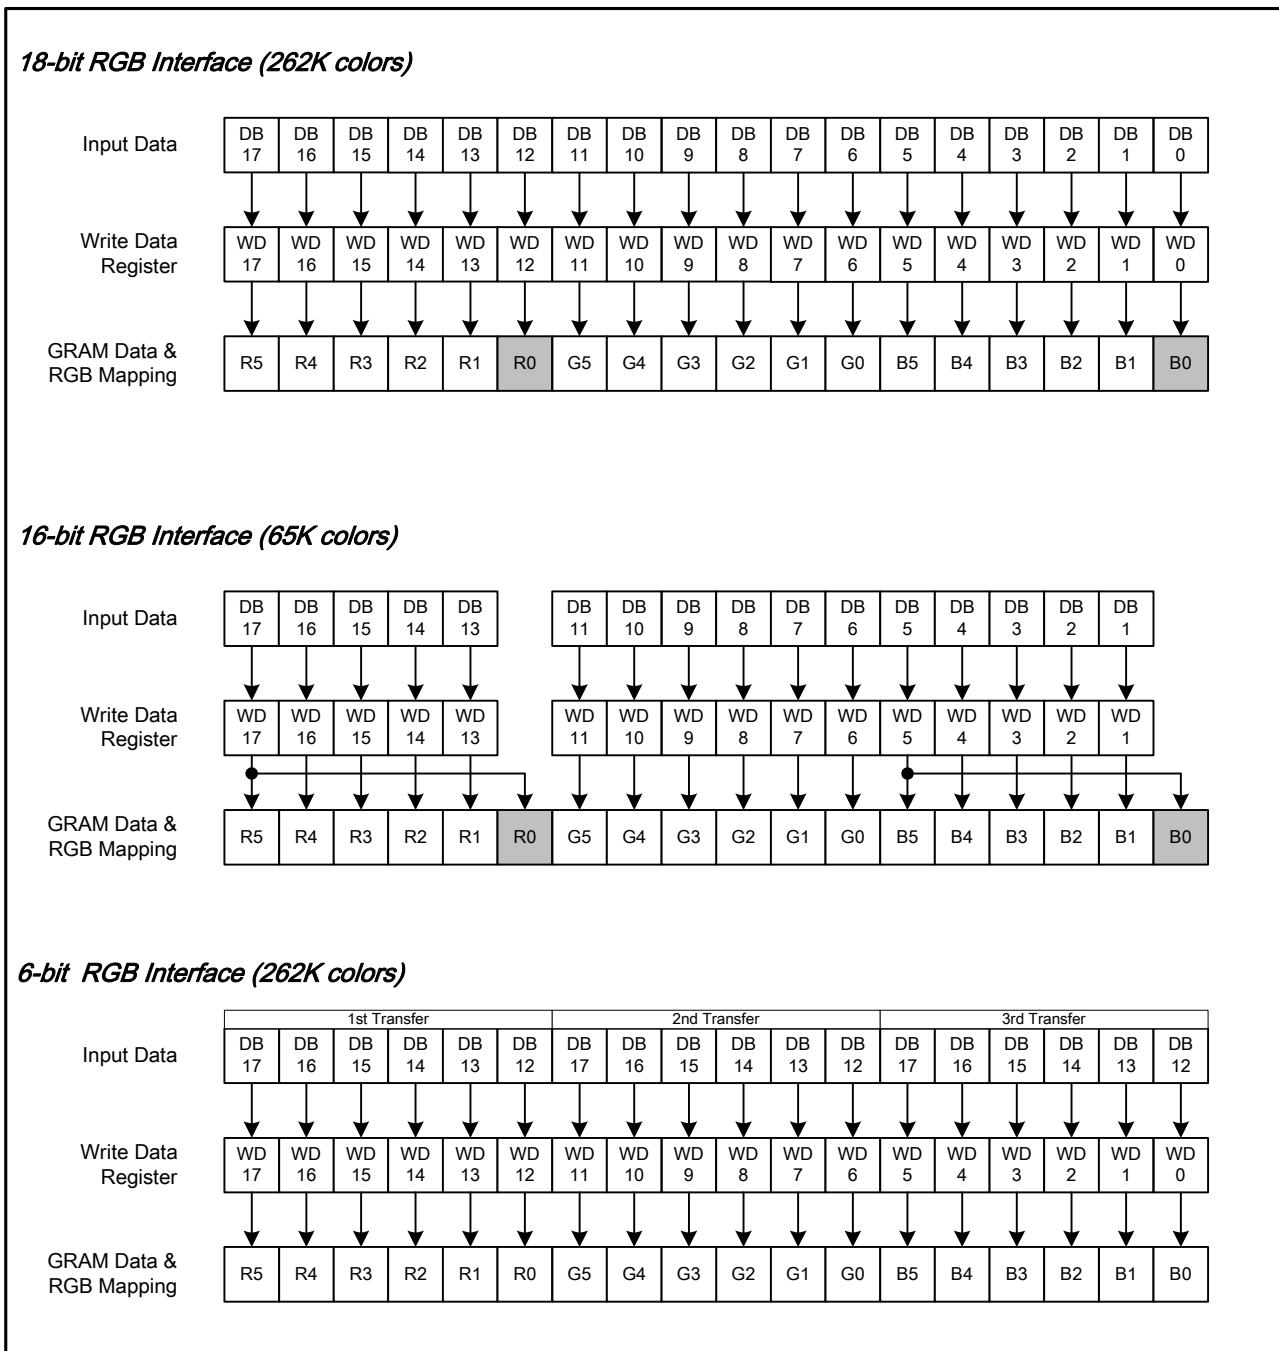 18-bit RGB Interface (262K colors)
Input Data
DB DB DB DB DB DB DB DB DB DB DB DB DB DB DB DB DB DB
17 16 15 14 13 12 11 10 9 8 7 6 5 4 3 2 1 0
Write Data
Register
WD WD WD WD WD WD WD WD WD WD WD WD WD WD WD WD WD WD
17 16 15 14 13 12 11 10 9 8 7 6 5 4 3 2 1 0
GRAM Data &
RGB Mapping
R5 R4 R3 R2 R1 R0 G5 G4 G3 G2 G1 G0 B5 B4 B3 B2 B1 B0
16-bit RGB Interface (65K colors)
Input Data
DB DB DB DB DB DB DB DB DB DB DB DB DB DB DB DB
17 16 15 14 13 11 10 9 8 7 6 5 4 3 2 1
Write Data
Register
WD WD WD WD WD WD WD WD WD WD WD WD WD WD WD WD
17 16 15 14 13 11 10 9 8 7 6 5 4 3 2 1
GRAM Data &
RGB Mapping
R5 R4 R3 R2 R1 R0 G5 G4 G3 G2 G1 G0 B5 B4 B3 B2 B1 B0
6-bit RGB Interface (262K colors)
1st Transfer 2nd Transfer 3rd Transfer
Input Data
DB DB DB DB DB DB DB DB DB DB DB DB DB DB DB DB DB DB
17 16 15 14 13 12 17 16 15 14 13 12 17 16 15 14 13 12
Write Data
Register
WD WD WD WD WD WD WD WD WD WD WD WD WD WD WD WD WD WD
17 16 15 14 13 12 11 10 9 8 7 6 5 4 3 2 1 0
GRAM Data &
RGB Mapping
R5 R4 R3 R2 R1 R0 G5 G4 G3 G2 G1 G0 B5 B4 B3 B2 B1 B0